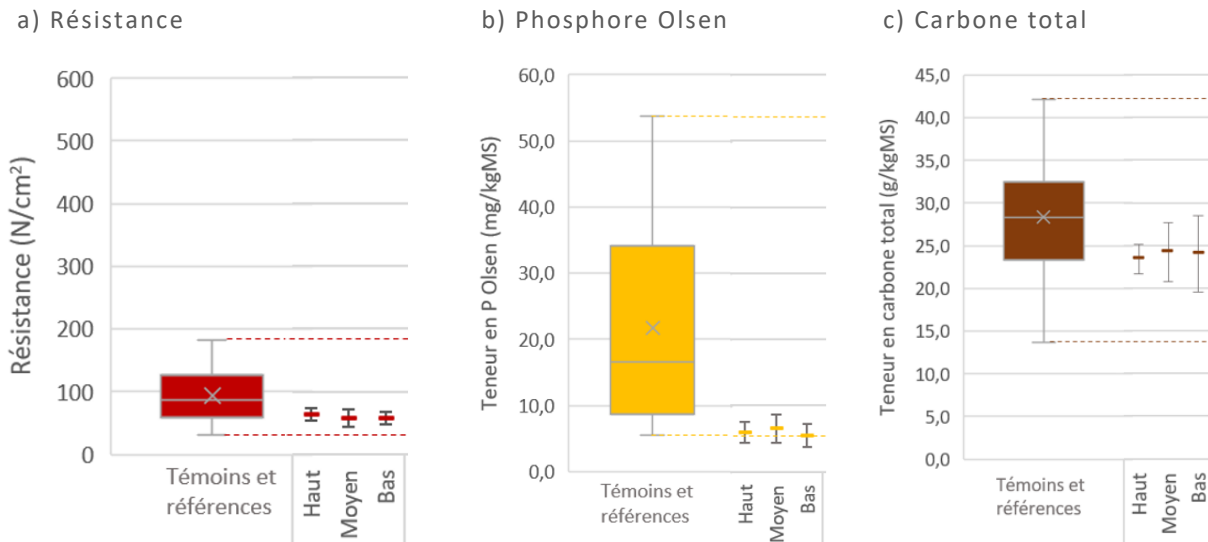 a) Résistance
Résistance (N/cm²)
600
500
400
300
200
100
0
Témoins et
références
Haut
Moyen
Bas
b) Phosphore Olsen
Teneur en P Olsen (mg/kgMS)
60,0
50,0
40,0
30,0
20,0
10,0
0,0
Témoins et
références
Haut
Moyen
Bas
c) Carbone total
Teneur en carbone total (g/kgMS)
45,0
40,0
35,0
30,0
25,0
20,0
15,0
10,0
5,0
0,0
Témoins et
références
Haut
Moyen
Bas